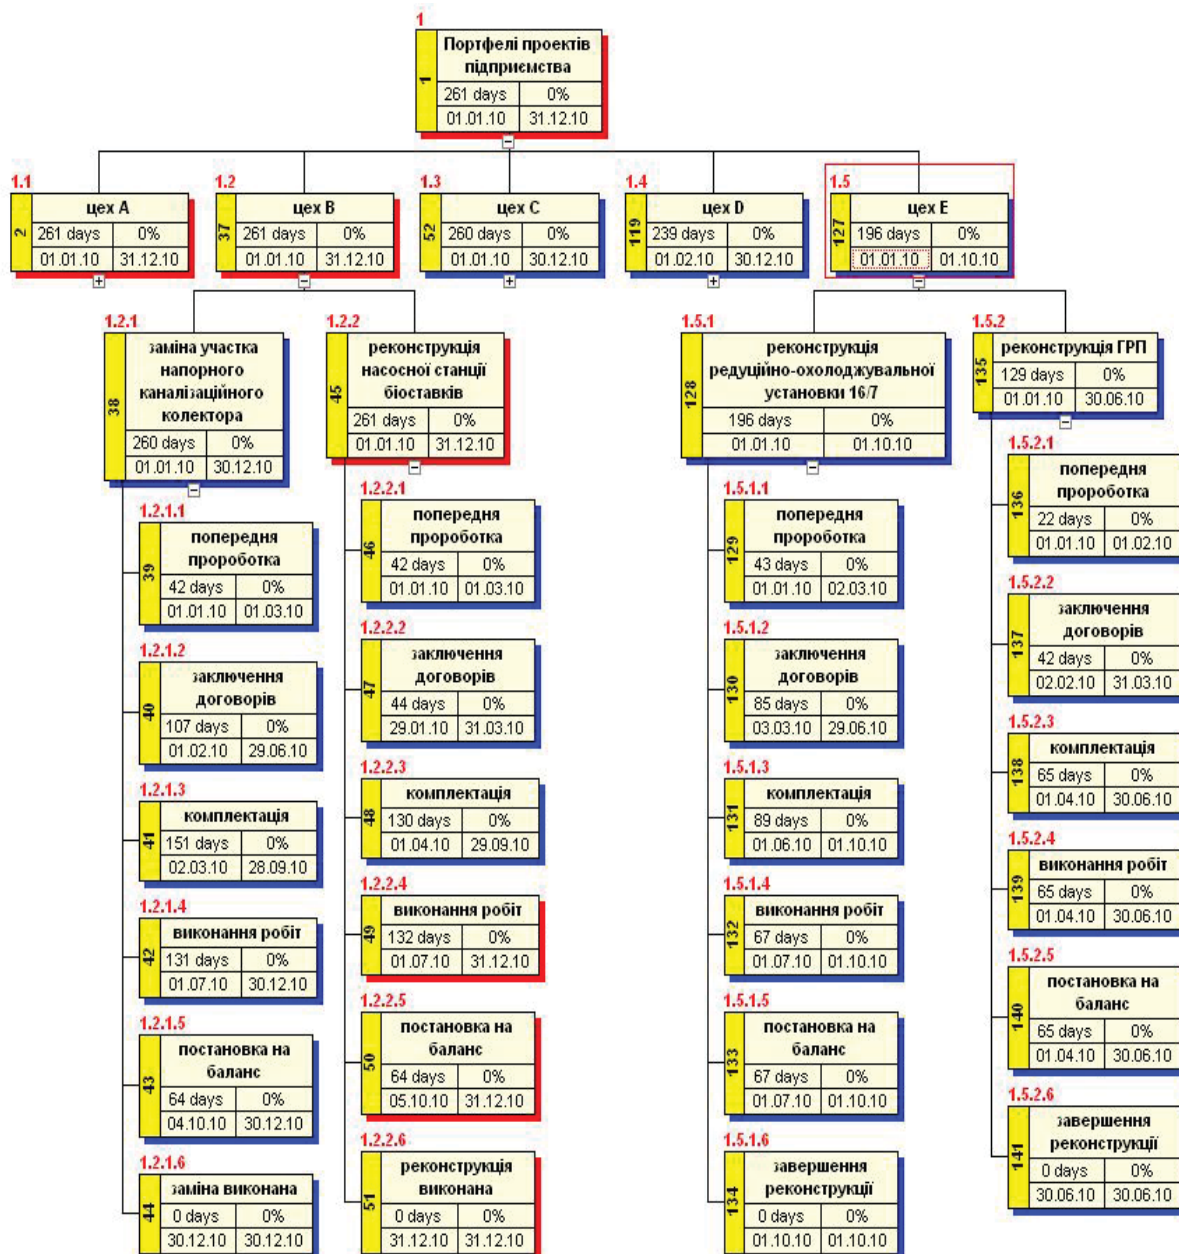 1
Портфелі проектів
підприємства
1
261 days 0%
01.01.10 31.12.10
1.1
цех A
2
261 days 0%
01.01.10 31.12.10
1.2
цех B
37
261 days 0%
01.01.10 31.12.10
1.3
цех C
52
260 days 0%
01.01.10 30.12.10
1.4
цех D
119
239 days 0%
01.02.10 30.12.10
1.5
цех E
127
196 days 0%
01.01.10 01.10.10
1.2.1
заміна участка
напорного
каналізаційного
колектора
38
260 days 0%
01.01.10 30.12.10
1.2.1.1
попередня
проробота
39
42 days 0%
01.01.10 01.03.10
1.2.1.2
заключення
договорів
40
107 days 0%
01.02.10 29.06.10
1.2.1.3
комплектація
41
151 days 0%
02.03.10 28.09.10
1.2.1.4
виконання робіт
42
131 days 0%
01.07.10 30.12.10
1.2.1.5
постановка на
баланс
43
64 days 0%
04.10.10 30.12.10
1.2.1.6
заміна виконана
44
0 days 0%
30.12.10 30.12.10
1.2.2
реконструкція
насосної станції
біоставків
45
261 days 0%
01.01.10 31.12.10
1.2.2.1
попередня
проробтка
46
42 days 0%
01.01.10 01.03.10
1.2.2.2
заключення
договорів
47
44 days 0%
29.01.10 31.03.10
1.2.2.3
комплектація
48
130 days 0%
01.04.10 29.09.10
1.2.2.4
виконання робіт
49
132 days 0%
01.07.10 31.12.10
1.2.2.5
постановка на
баланс
50
64 days 0%
05.10.10 31.12.10
1.2.2.6
реконструкція
виконана
51
0 days 0%
31.12.10 31.12.10
1.5.1
реконструкція
редуційно-охолоджувальної
установки 16/7
128
196 days 0%
01.01.10 01.10.10
1.5.1.1
попередня
проробтка
129
43 days 0%
01.01.10 02.03.10
1.5.1.2
заключення
договорів
130
85 days 0%
03.03.10 29.06.10
1.5.1.3
комплектація
131
89 days 0%
01.06.10 01.10.10
1.5.1.4
виконання робіт
132
67 days 0%
01.07.10 01.10.10
1.5.1.5
постановка на
баланс
133
67 days 0%
01.07.10 01.10.10
1.5.1.6
завершення
реконструкції
134
0 days 0%
01.10.10 01.10.10
1.5.2
реконструкція ГРП
135
129 days 0%
01.01.10 30.06.10
1.5.2.1
попередня
проробтка
136
22 days 0%
01.01.10 01.02.10
1.5.2.2
заключення
договорів
137
42 days 0%
02.02.10 31.03.10
1.5.2.3
комплектація
138
65 days 0%
01.04.10 30.06.10
1.5.2.4
виконання робіт
139
65 days 0%
01.04.10 30.06.10
1.5.2.5
постановка на
баланс
140
65 days 0%
01.04.10 30.06.10
1.5.2.6
завершення
реконструкції
141
0 days 0%
30.06.10 30.06.10